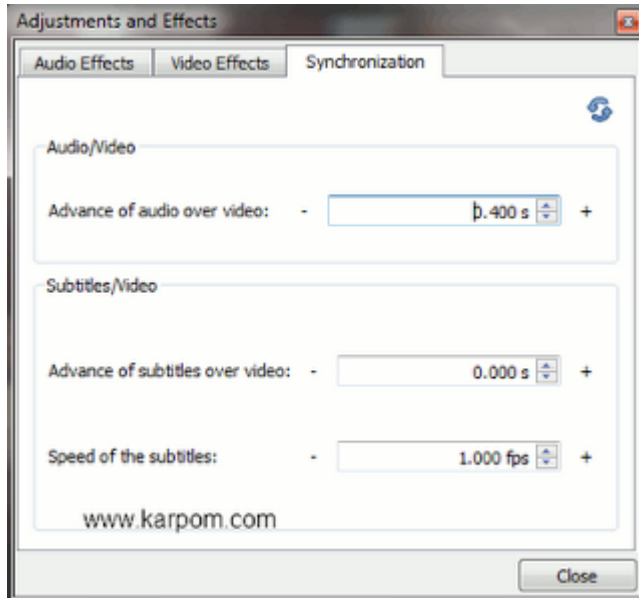 Adjustments and Effects
Audio Effects Video Effects Synchronization
Audio/Video
Advance of audio over video: - 0.400 s +
Subtitles/Video
Advance of subtitles over video: - 0.000 s +
Speed of the subtitles: - 1.000 fps +
www.karpom.com
Close